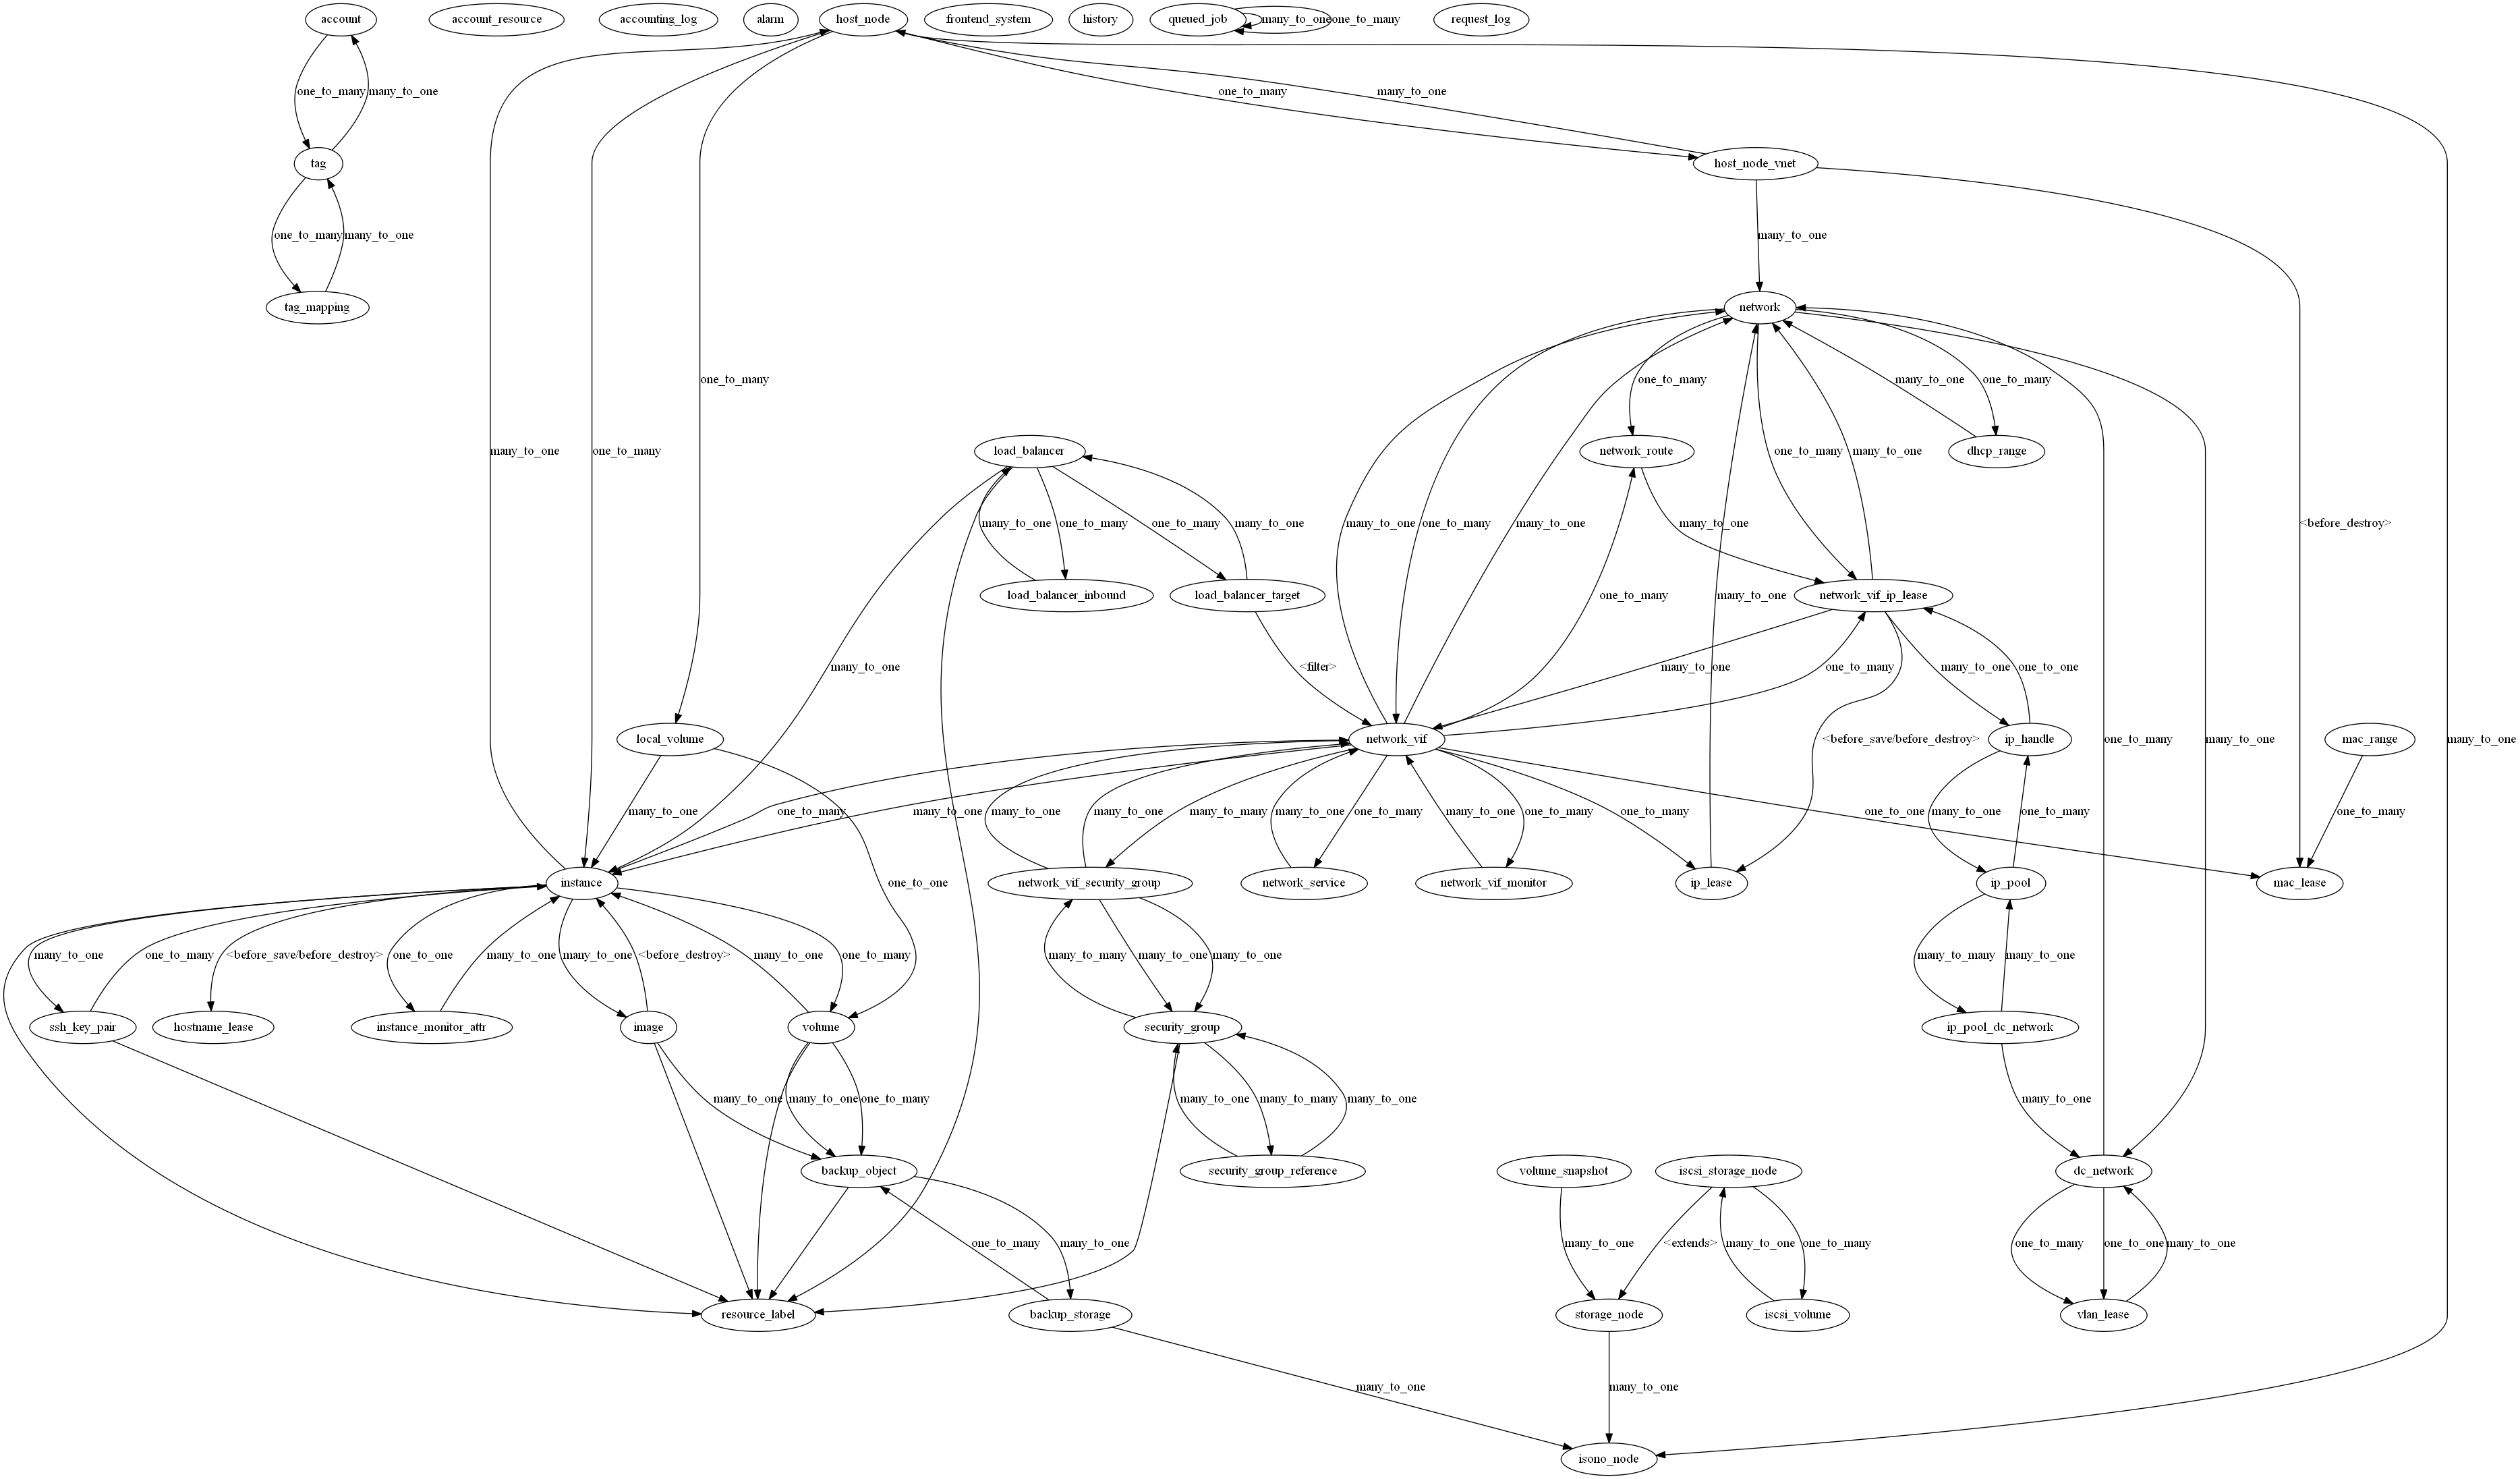 account
account_resource
accounting_log
alarm
host_node
frontend_system
history
queued_job
many_to_one
one_to_many
request_log
one_to_many
many_to_one
one_to_many
many_to_one
tag
host_node_vnet
one_to_many
many_to_one
many_to_one
tag_mapping
network
one_to_many
one_to_many
many_to_one
one_to_many
many_to_one
one_to_many
load_balancer
network_route
one_to_many
many_to_one
dhcp_range
many_to_one
one_to_many
one_to_many
many_to_one
many_to_one
one_to_many
many_to_one
many_to_one
<before_destroy>
load_balancer_inbound
load_balancer_target
one_to_many
many_to_one
network_vif_ip_lease
many_to_one
<filter>
many_to_one
one_to_many
many_to_one
one_to_one
local_volume
network_vif
<before_save/before_destroy>
ip_handle
mac_range
many_to_one
many_to_one
one_to_many
many_to_one
many_to_one
many_to_one
many_to_many
many_to_one
one_to_many
many_to_one
one_to_many
one_to_many
one_to_one
many_to_one
one_to_many
one_to_many
instance
one_to_one
network_vif_security_group
network_service
network_vif_monitor
ip_lease
ip_pool
mac_lease
many_to_one
one_to_many
<before_save/before_destroy>
one_to_one
many_to_one
many_to_one
<before_destroy>
many_to_one
one_to_many
many_to_many
many_to_one
many_to_one
many_to_many
many_to_one
ssh_key_pair
hostname_lease
instance_monitor_attr
image
volume
security_group
ip_pool_dc_network
many_to_one
many_to_one
one_to_many
many_to_one
many_to_many
many_to_one
many_to_one
backup_object
security_group_reference
volume_snapshot
iscsi_storage_node
dc_network
one_to_many
many_to_one
many_to_one
<extends>
many_to_one
one_to_many
one_to_many
one_to_one
many_to_one
resource_label
backup_storage
storage_node
iscsi_volume
vlan_lease
many_to_one
many_to_one
isono_node